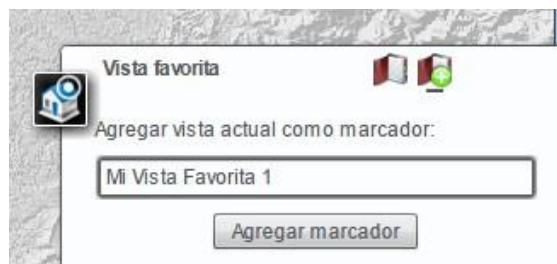 Vista favorita
Agregar vista actual como marcador:
Mi Vista Favorita 1
Agregar marcador